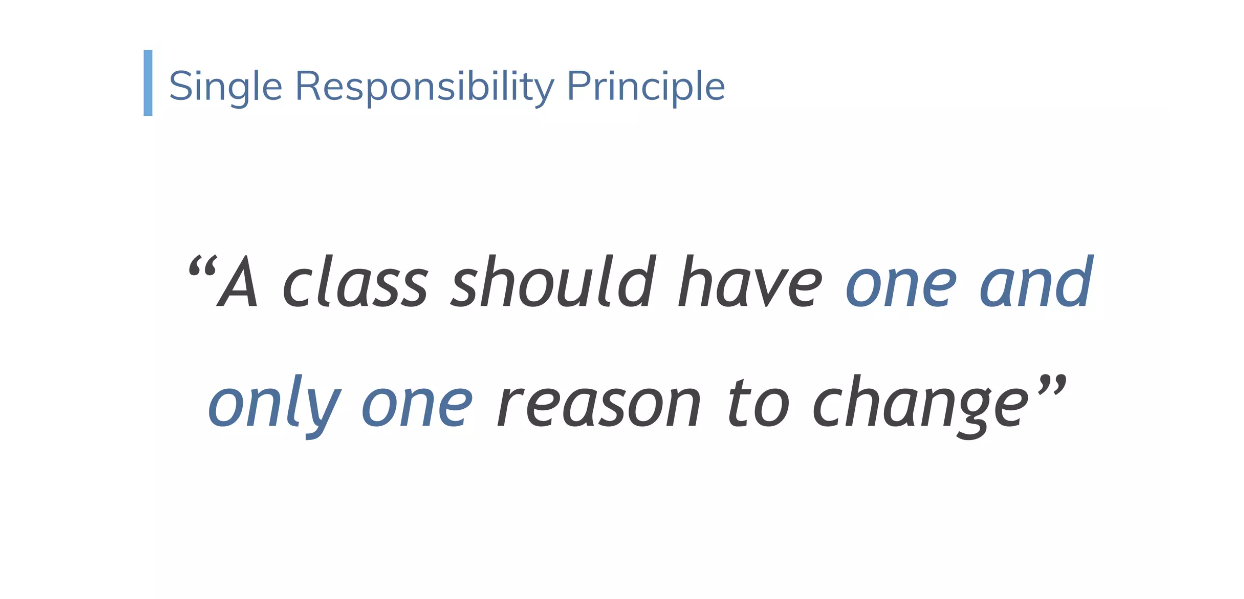 Single Responsibility Principle
“A class should have one and
only one reason to change”